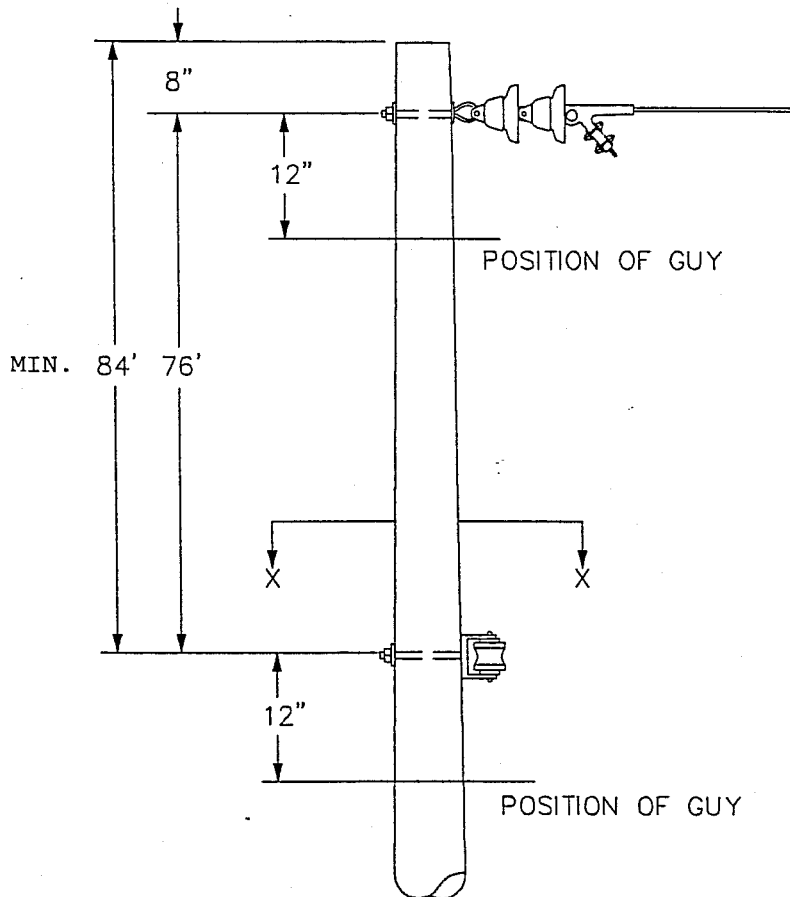 8"
12"
POSITION OF GUY
MIN. 84' 76'
X X
12"
POSITION OF GUY